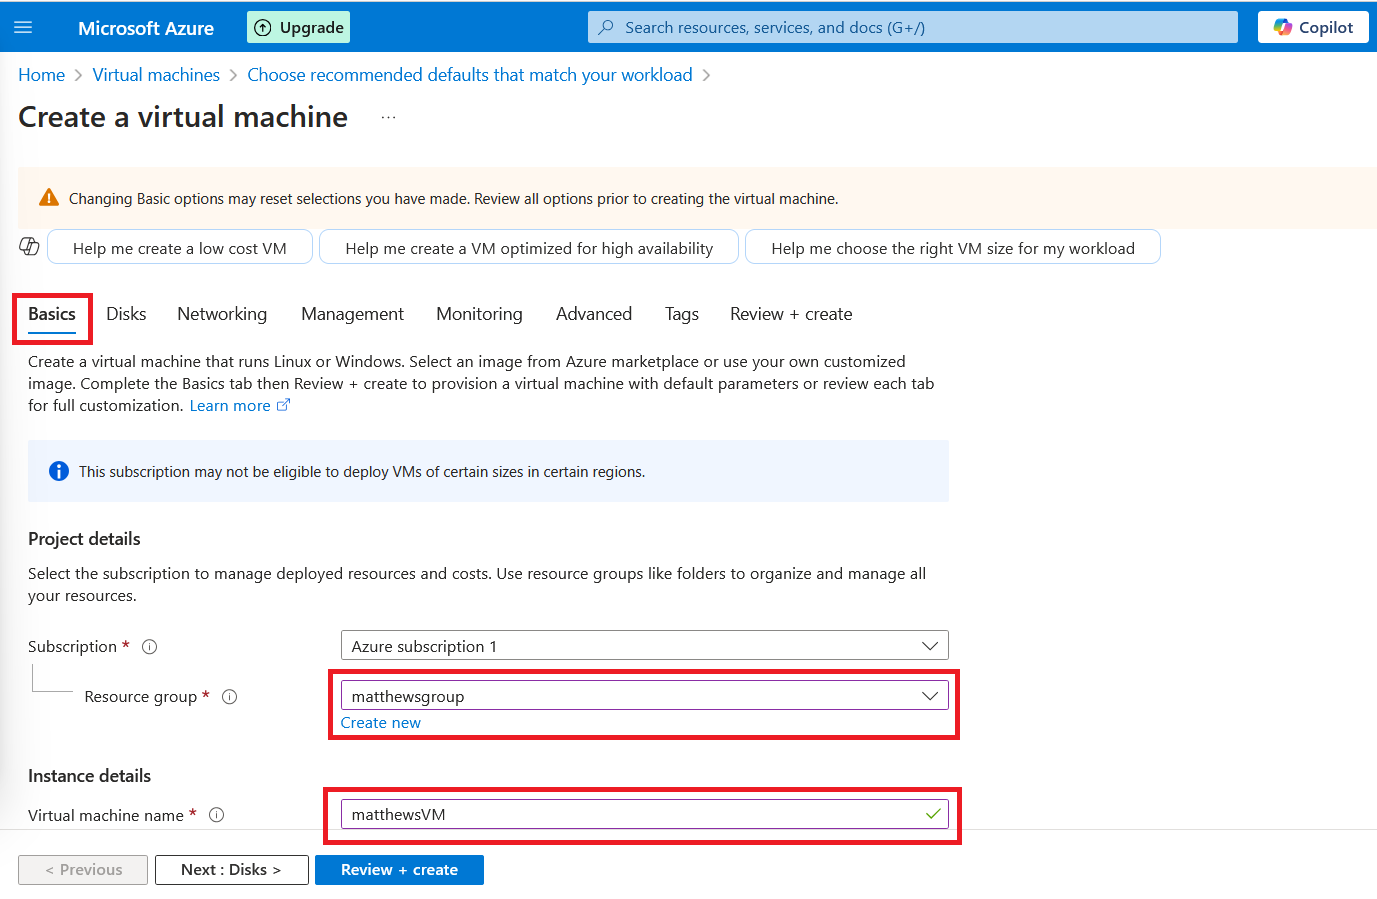 Microsoft Azure
Upgrade
Search resources, services, and docs (G+/)
Copilot
Home > Virtual machines > Choose recommended defaults that match your workload >
Create a virtual machine ...
Changing Basic options may reset selections you have made. Review all options prior to creating the virtual machine.
Help me create a low cost VM
Help me create a VM optimized for high availability
Help me choose the right VM size for my workload
Basics Disks Networking Management Monitoring Advanced Tags Review + create
Create a virtual machine that runs Linux or Windows. Select an image from Azure marketplace or use your own customized
image. Complete the Basics tab then Review + create to provision a virtual machine with default parameters or review each tab
for full customization. Learn more
This subscription may not be eligible to deploy VMs of certain sizes in certain regions.
Project details
Select the subscription to manage deployed resources and costs. Use resource groups like folders to organize and manage all
your resources.
Subscription *
Azure subscription 1
Resource group *
matthewsgroup
Create new
Instance details
Virtual machine name *
matthewsVM
< Previous
Next : Disks >
Review + create